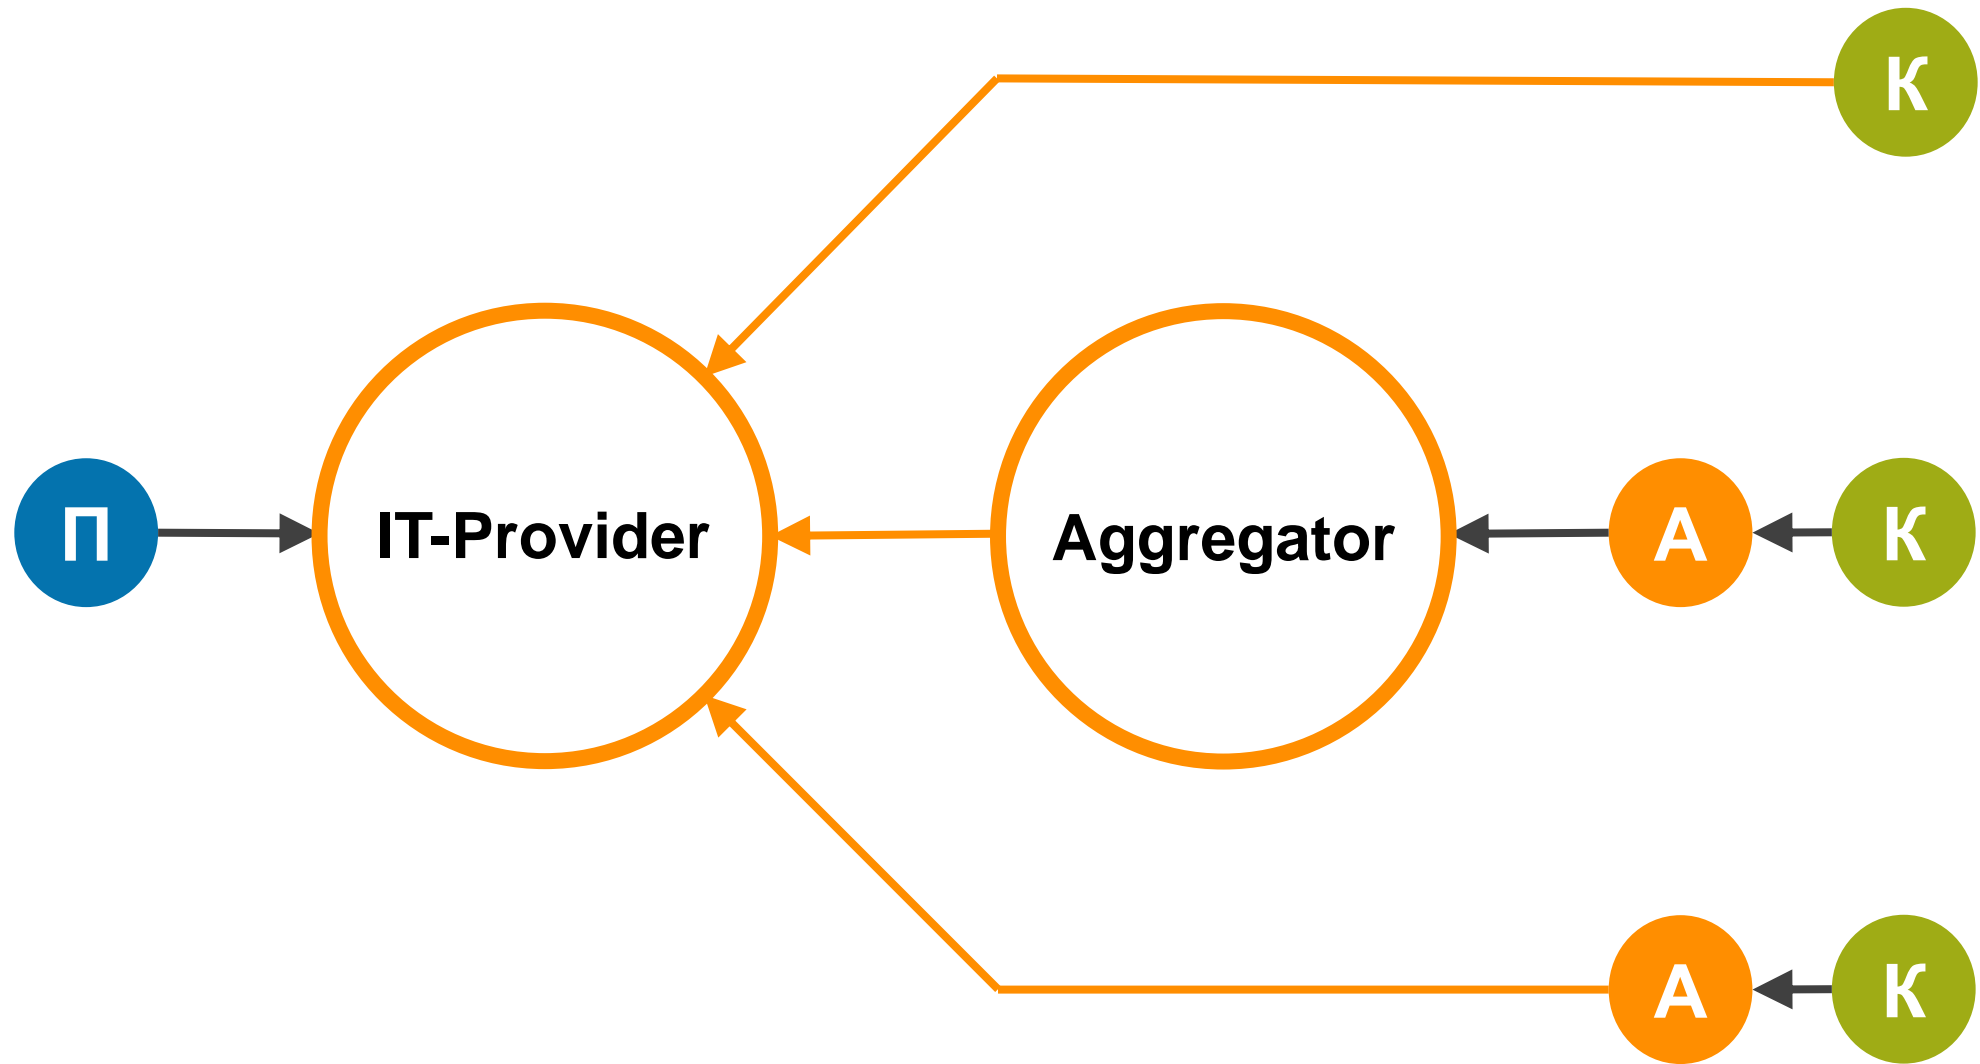 К
П
IT-Provider
Aggregator
А
К
А
К